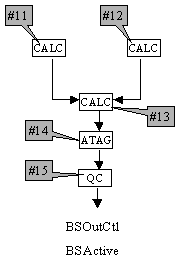 #11
#12
CALC
CALC
CALC
#13
#14
ATAG
#15
QC
BSOutCtl
BSActive